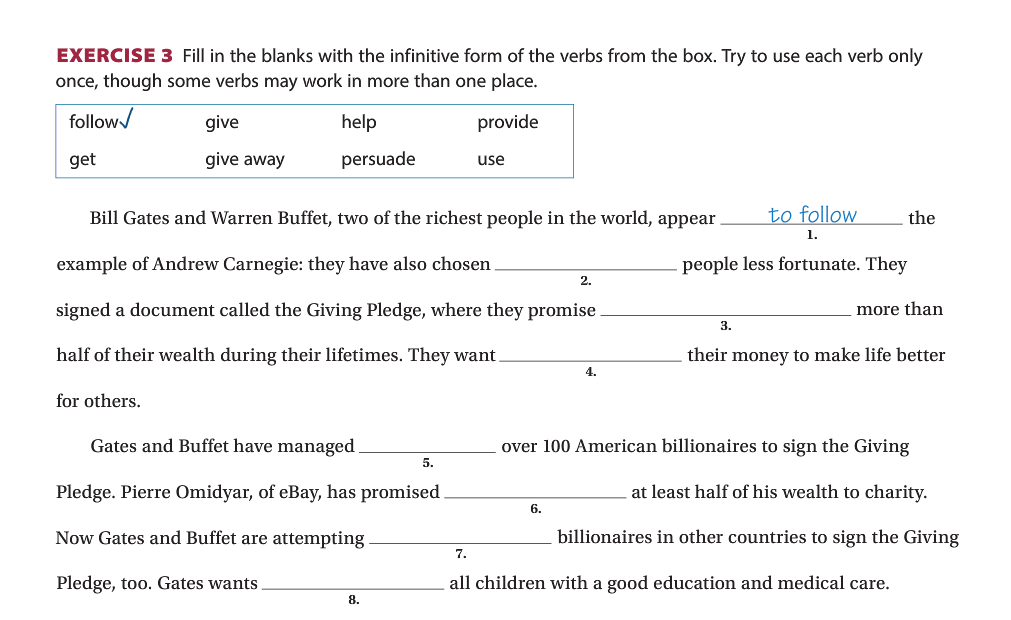 EXERCISE 3 Fill in the blanks with the infinitive form of the verbs from the box. Try to use each verb only
once, though some verbs may work in more than one place.
follow✓ give help provide
get give away persuade use
Bill Gates and Warren Buffet, two of the richest people in the world, appear to follow the
1.
example of Andrew Carnegie: they have also chosen ____________ people less fortunate. They
2.
signed a document called the Giving Pledge, where they promise ____________ more than
3.
half of their wealth during their lifetimes. They want ____________ their money to make life better
4.
for others.
Gates and Buffet have managed ____________ over 100 American billionaires to sign the Giving
5.
Pledge. Pierre Omidyar, of eBay, has promised ____________ at least half of his wealth to charity.
6.
Now Gates and Buffet are attempting ____________ billionaires in other countries to sign the Giving
7.
Pledge, too. Gates wants ____________ all children with a good education and medical care.
8.